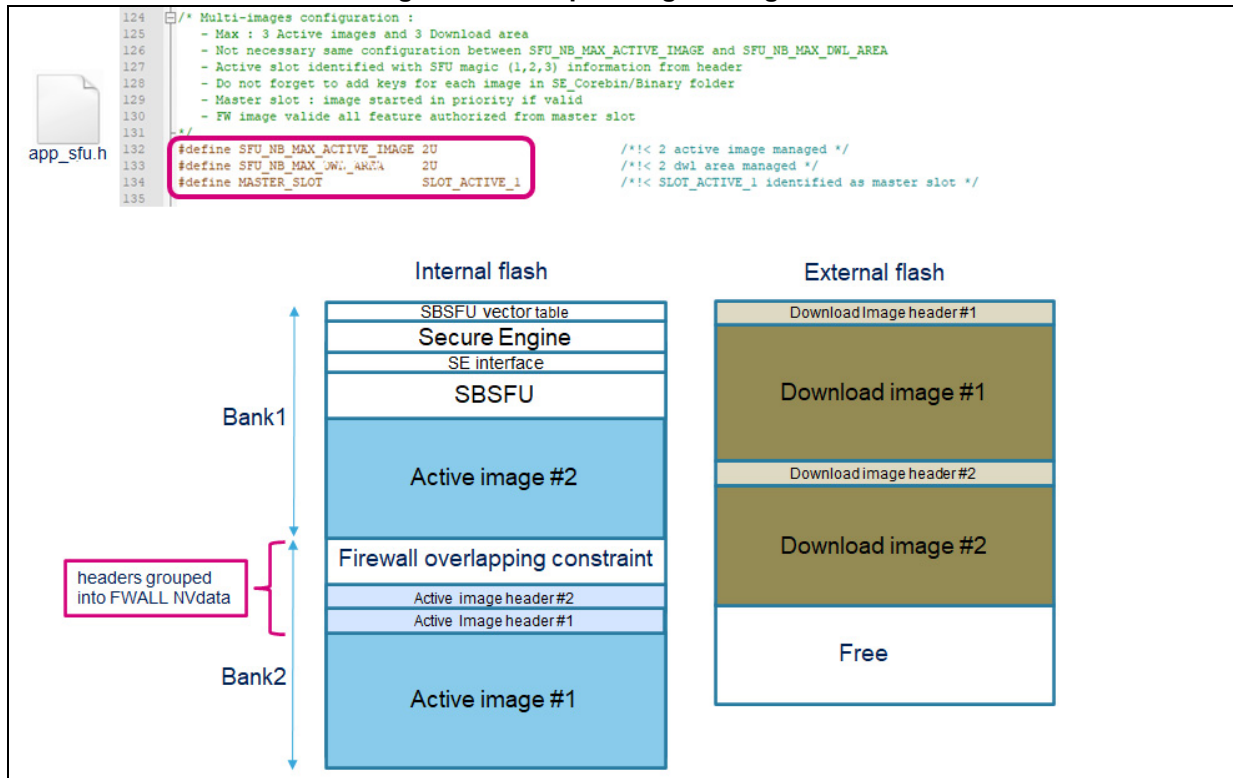 124 /* Multi-images configuration :
125 - Max : 3 Active images and 3 Download area
126 - Not necessary same configuration between SFU_NB_MAX_ACTIVE_IMAGE and SFU_NB_MAX_DWL_AREA
127 - Active slot identified with SFU magic (1,2,3) information from header
128 - Do not forget to add keys for each image in SE_Corebin/Binary folder
129 - Master slot : image started in priority if valid
130 - FW image valide all feature authorized from master slot
131 */
app_sfu.h
132 #define SFU_NB_MAX_ACTIVE_IMAGE 2U /*!< 2 active image managed */
133 #define SFU_NB_MAX_DWL_AREA 2U /*!< 2 dwl area managed */
134 #define MASTER_SLOT SLOT_ACTIVE_1 /*!< SLOT_ACTIVE_1 identified as master slot */
135
Internal flash
External flash
SBSFU vector table
Secure Engine
SE interface
SBSFU
Bank1
Active image #2
Firewall overlapping constraint
headers grouped
into FWALL NVdata
Active image header#2
Active Image header#1
Bank2
Active image #1
Download Image header#1
Download image #1
Download image header#2
Download image #2
Free